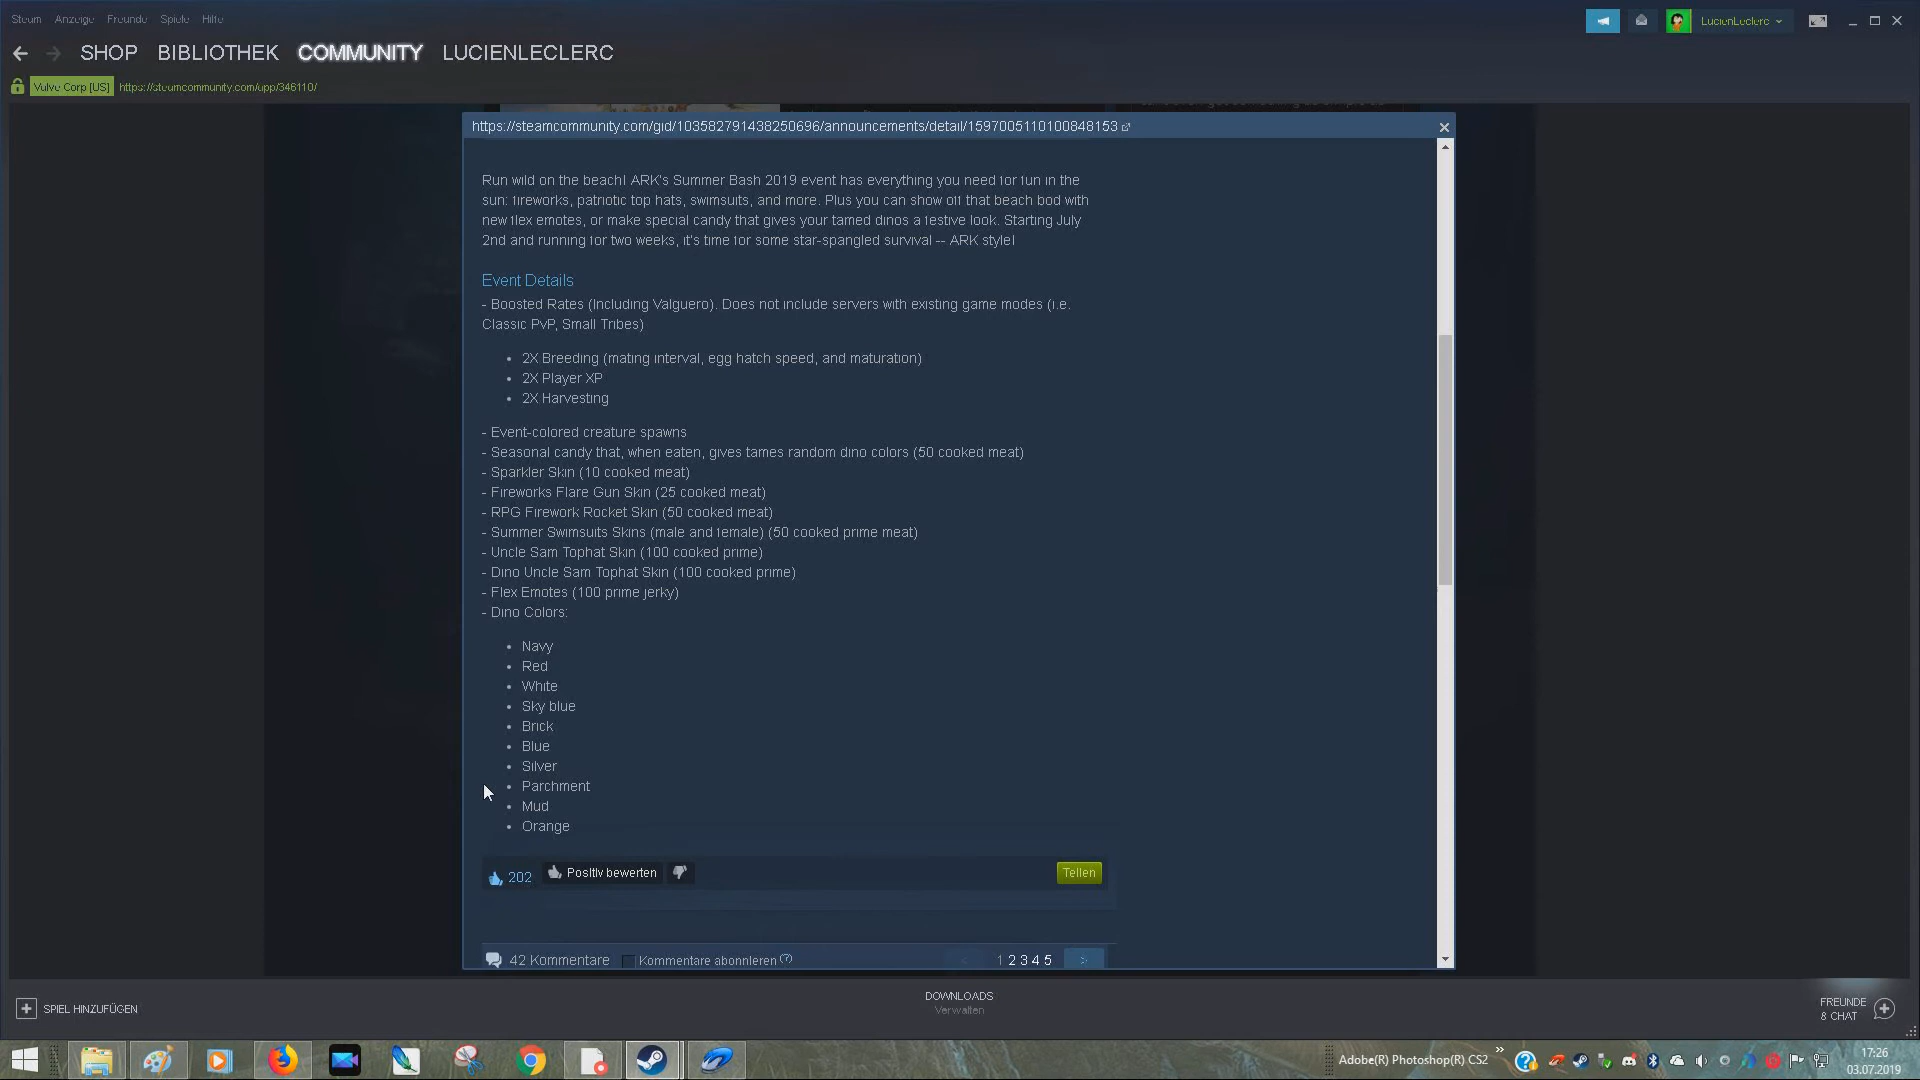 Steam Anzeige Freunde Spiele Hilfe
LucienLeclerc
SHOP BIBLIOTHEK COMMUNITY LUCIENLECLERC
Valve Corp [US] https://steamcommunity.com/app/346110/
https://steamcommunity.com/gid/103582791438250696/announcements/detail/1597005110100848153
Run wild on the beach! ARK's Summer Bash 2019 event has everything you need for fun in the
sun: fireworks, patriotic top hats, swimsuits, and more. Plus you can show off that beach bod with
new flex emotes, or make special candy that gives your tamed dinos a festive look. Starting July
2nd and running for two weeks, it's time for some star-spangled survival -- ARK style!
Event Details
- Boosted Rates (Including Valguero). Does not include servers with existing game modes (i.e.
Classic PvP, Small Tribes)
• 2X Breeding (mating interval, egg hatch speed, and maturation)
• 2X Player XP
• 2X Harvesting
- Event-colored creature spawns
- Seasonal candy that, when eaten, gives tames random dino colors (50 cooked meat)
- Sparkler Skin (10 cooked meat)
- Fireworks Flare Gun Skin (25 cooked meat)
- RPG Firework Rocket Skin (50 cooked meat)
- Summer Swimsuits Skins (male and female) (50 cooked prime meat)
- Uncle Sam Tophat Skin (100 cooked prime)
- Dino Uncle Sam Tophat Skin (100 cooked prime)
- Flex Emotes (100 prime jerky)
- Dino Colors:
• Navy
• Red
• White
• Sky blue
• Brick
• Blue
• Silver
• Parchment
• Mud
• Orange
202 Positiv bewerten Teilen
42 Kommentare Kommentare abonnieren (?) < 1 2 3 4 5 >
SPIEL HINZUFÜGEN
DOWNLOADS
Verwalten
FREUNDE
& CHAT
Adobe(R) Photoshop(R) CS2 »
17:26
03.07.2019